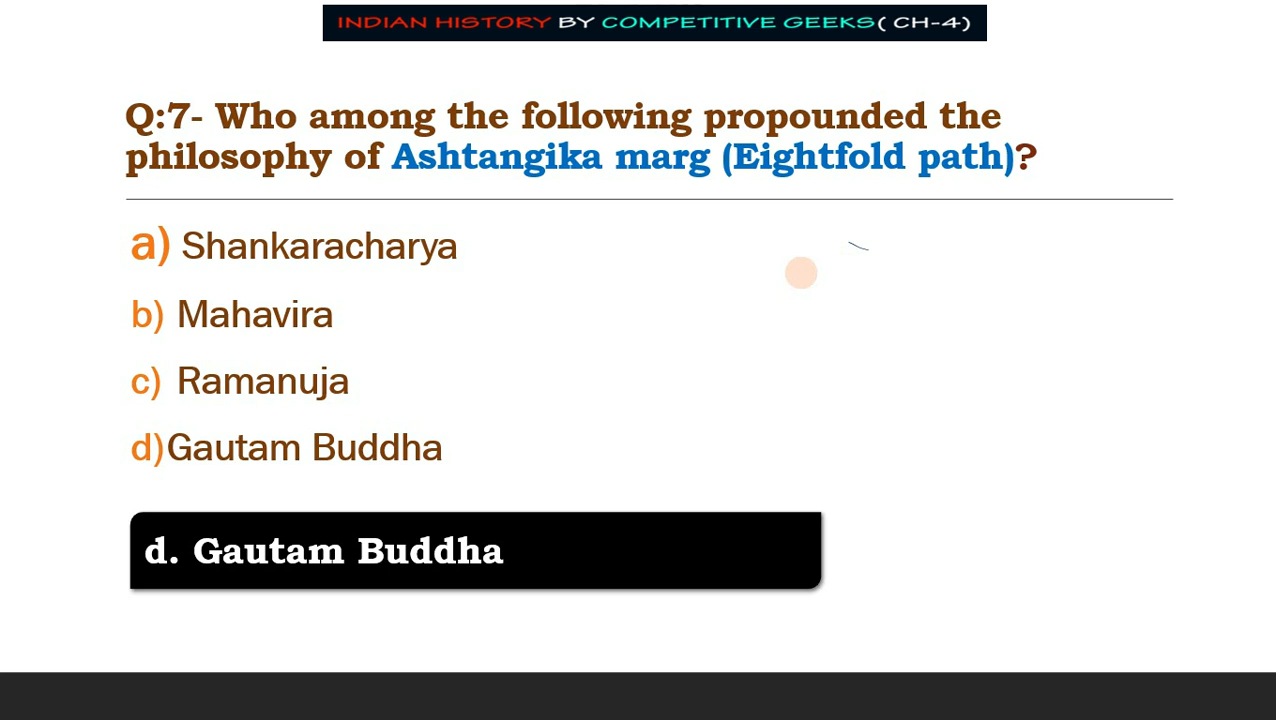 INDIAN HISTORY BY COMPETITIVE GEEKS( CH-4)
Q:7- Who among the following propounded the
philosophy of Ashtangika marg (Eightfold path)?
a) Shankaracharya
b) Mahavira
c) Ramanuja
d)Gautam Buddha
d. Gautam Buddha